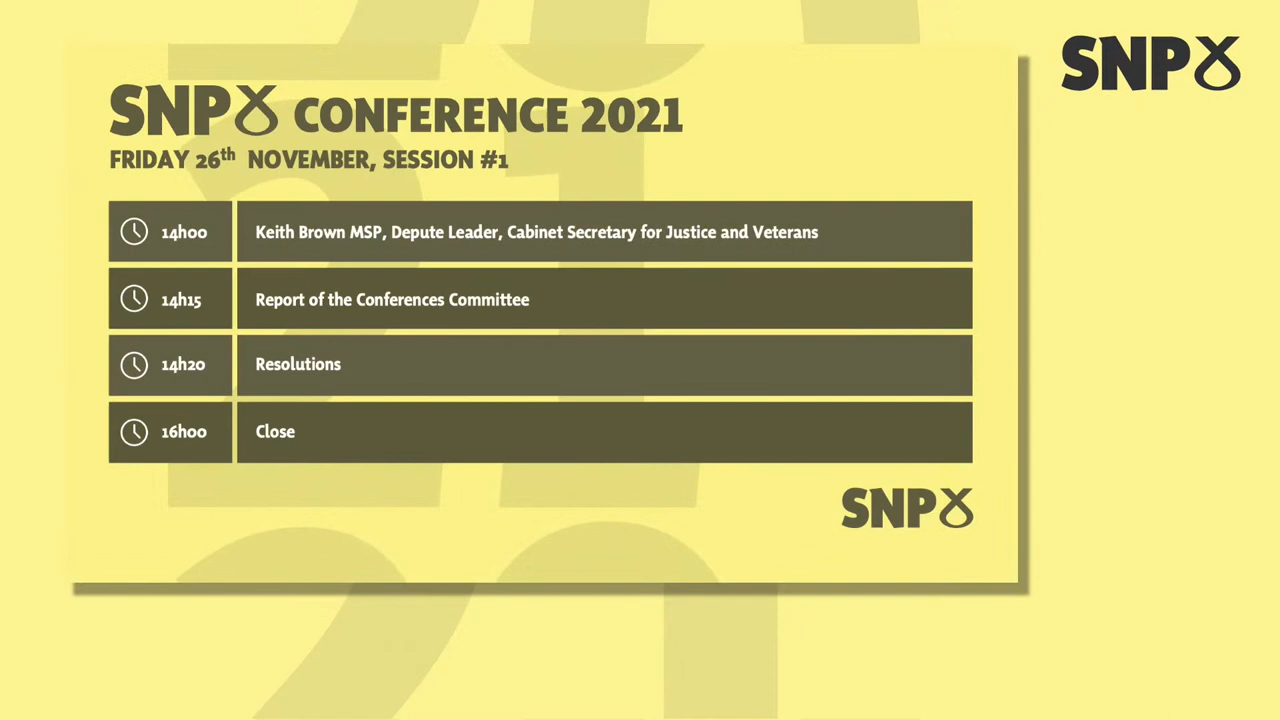 SNP
SNP CONFERENCE 2021
FRIDAY 26th NOVEMBER, SESSION #1
14h00 Keith Brown MSP, Depute Leader, Cabinet Secretary for Justice and Veterans
14h15 Report of the Conferences Committee
14h20 Resolutions
16h00 Close
SNP